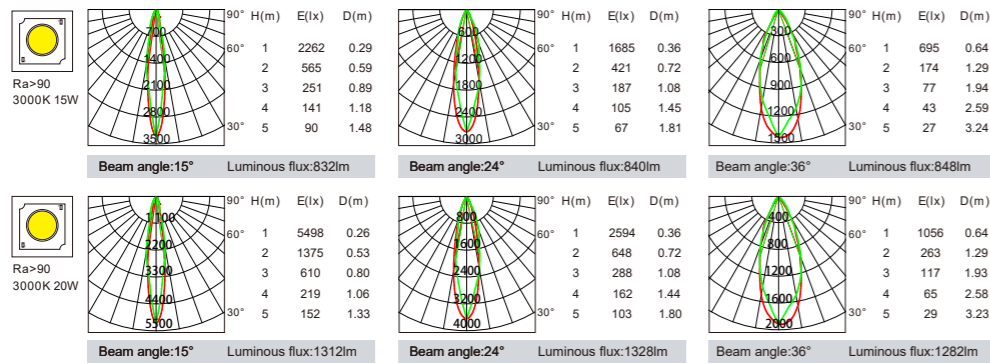 90° H(m) E(lx) D(m)
700
60° 1 2262 0.29
1400
2 565 0.59
2100
3 251 0.89
2800
4 141 1.18
30° 5 90 1.48
3500
Ra>90
3000K 15W
Beam angle:15° Luminous flux:832lm
90° H(m) E(lx) D(m)
600
60° 1 1685 0.36
1200
2 421 0.72
1800
3 187 1.08
2400
4 105 1.45
30° 5 67 1.81
3000
Beam angle:24° Luminous flux:840lm
90° H(m) E(lx) D(m)
300
60° 1 695 0.64
600
2 174 1.29
900
3 77 1.94
1200
4 43 2.59
30° 5 27 3.24
1500
Beam angle:36° Luminous flux:848lm
90° H(m) E(lx) D(m)
1100
60° 1 5498 0.26
2200
2 1375 0.53
3300
3 610 0.80
4400
4 219 1.06
30° 5 152 1.33
5500
Ra>90
3000K 20W
Beam angle:15° Luminous flux:1312lm
90° H(m) E(lx) D(m)
800
60° 1 2594 0.36
1600
2 648 0.72
2400
3 288 1.08
3200
4 162 1.44
30° 5 103 1.80
4000
Beam angle:24° Luminous flux:1328lm
90° H(m) E(lx) D(m)
400
60° 1 1056 0.64
800
2 263 1.29
1200
3 117 1.93
1600
4 65 2.58
30° 5 29 3.23
2000
Beam angle:36° Luminous flux:1282lm